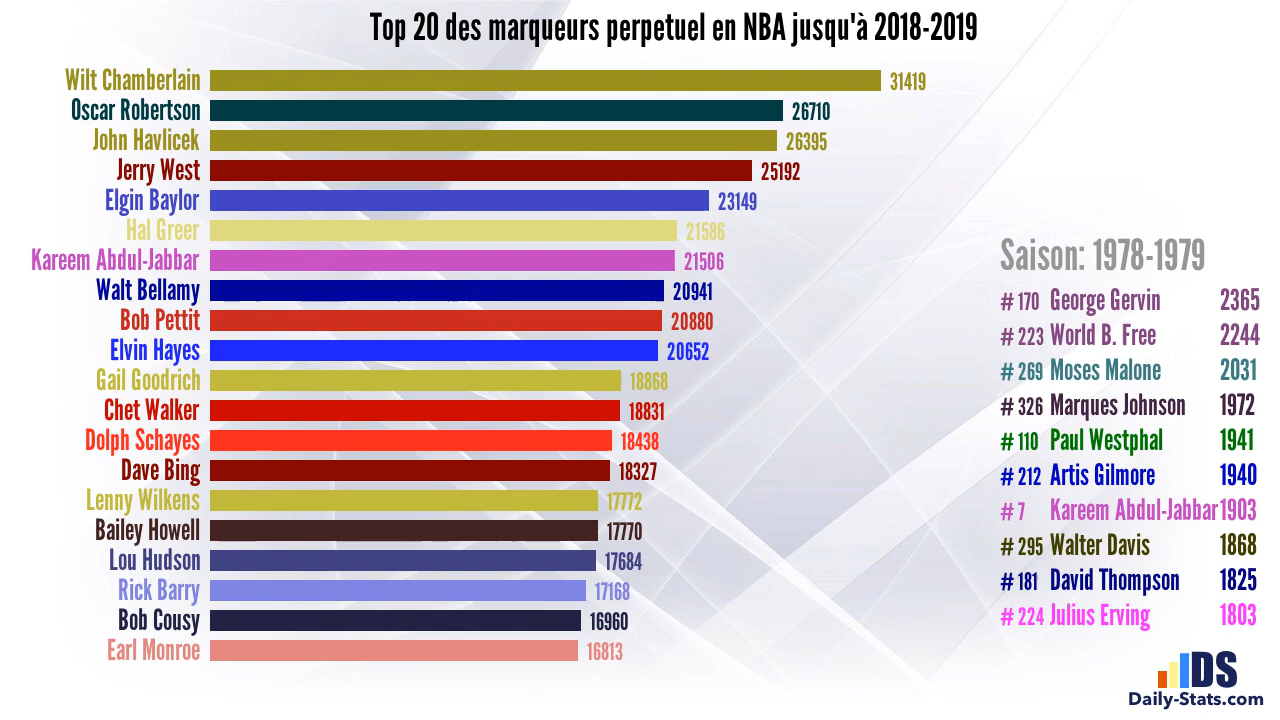 Top 20 des marqueurs perpetuel en NBA jusqu'à 2018-2019
Wilt Chamberlain 31419
Oscar Robertson 26710
John Havlicek 26395
Jerry West 25192
Elgin Baylor 23149
Hal Greer 21586
Kareem Abdul-Jabbar 21506
Walt Bellamy 20941
Bob Pettit 20880
Elvin Hayes 20652
Gail Goodrich 18868
Chet Walker 18831
Dolph Schayes 18438
Dave Bing 18327
Lenny Wilkens 17772
Bailey Howell 17770
Lou Hudson 17684
Rick Barry 17168
Bob Cousy 16960
Earl Monroe 16813
Saison: 1978-1979
# 170 George Gervin 2365
# 223 World B. Free 2244
# 269 Moses Malone 2031
# 326 Marques Johnson 1972
# 110 Paul Westphal 1941
# 212 Artis Gilmore 1940
# 7 Kareem Abdul-Jabbar 1903
# 295 Walter Davis 1868
# 181 David Thompson 1825
# 224 Julius Erving 1803
DS
Daily-Stats.com